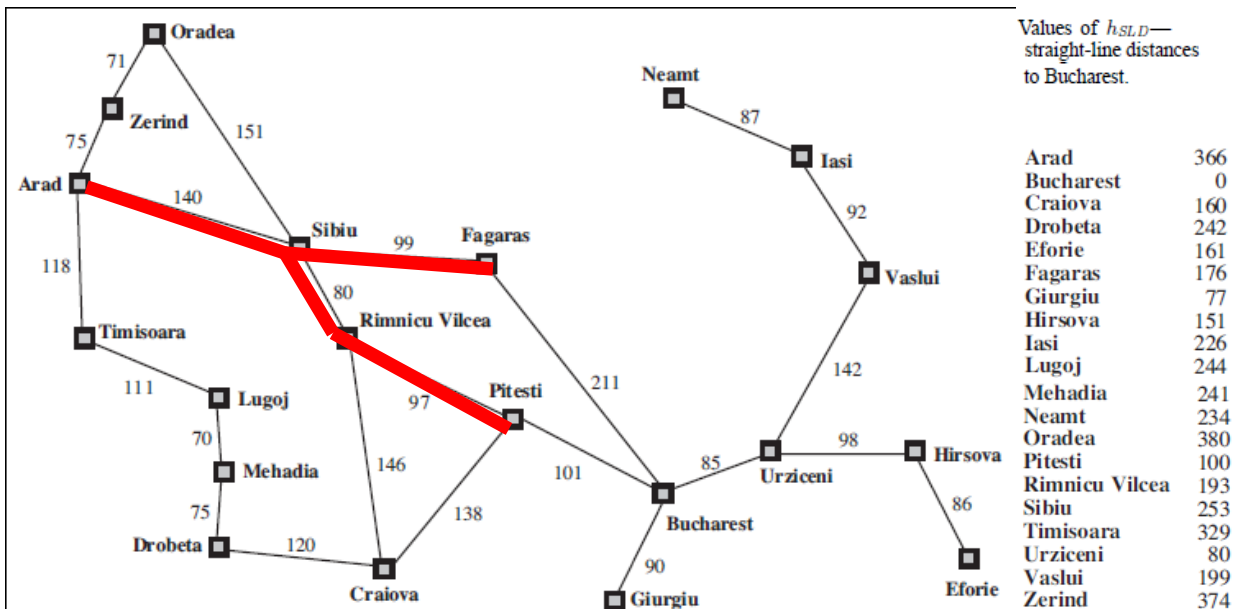 Oradea
71
Neamt
87
Zerind
151
75
Iasi
Arad
140
92
Sibiu
99
Fagaras
118
80
Vaslui
Timisoara
Rimnicu Vilcea
111
Lugoj
Pitesti
211
142
97
70
98
Hirsova
146
85
Urziceni
Mehadia
101
86
75
138
Bucharest
Drobeta
120
90
Craiova
Eforie
Giurgiu
Values of hSLD—
straight-line distances
to Bucharest.
Arad 366
Bucharest 0
Craiova 160
Drobeta 242
Eforie 161
Fagaras 176
Giurgiu 77
Hirsova 151
Iasi 226
Lugoj 244
Mehadia 241
Neamt 234
Oradea 380
Pitesti 100
Rimnicu Vilcea 193
Sibiu 253
Timisoara 329
Urziceni 80
Vaslui 199
Zerind 374